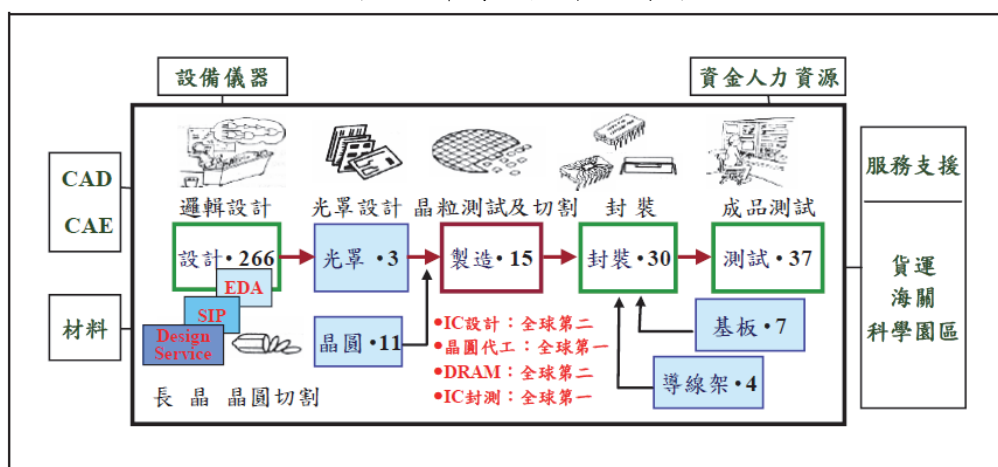 設備儀器
資金人力資源
CAD
CAE
材料
邏輯設計
光罩設計
晶粒測試及切割
封裝
成品測試
設計•266
光罩•3
製造•15
封裝•30
測試•37
EDA
SIP
Design
Service
晶圓•11
長 晶 晶圓切割
•IC設計：全球第二
•晶圓代工：全球第一
•DRAM：全球第二
•IC封測：全球第一
基板•7
導線架•4
服務支援
貨運
海關
科學園區